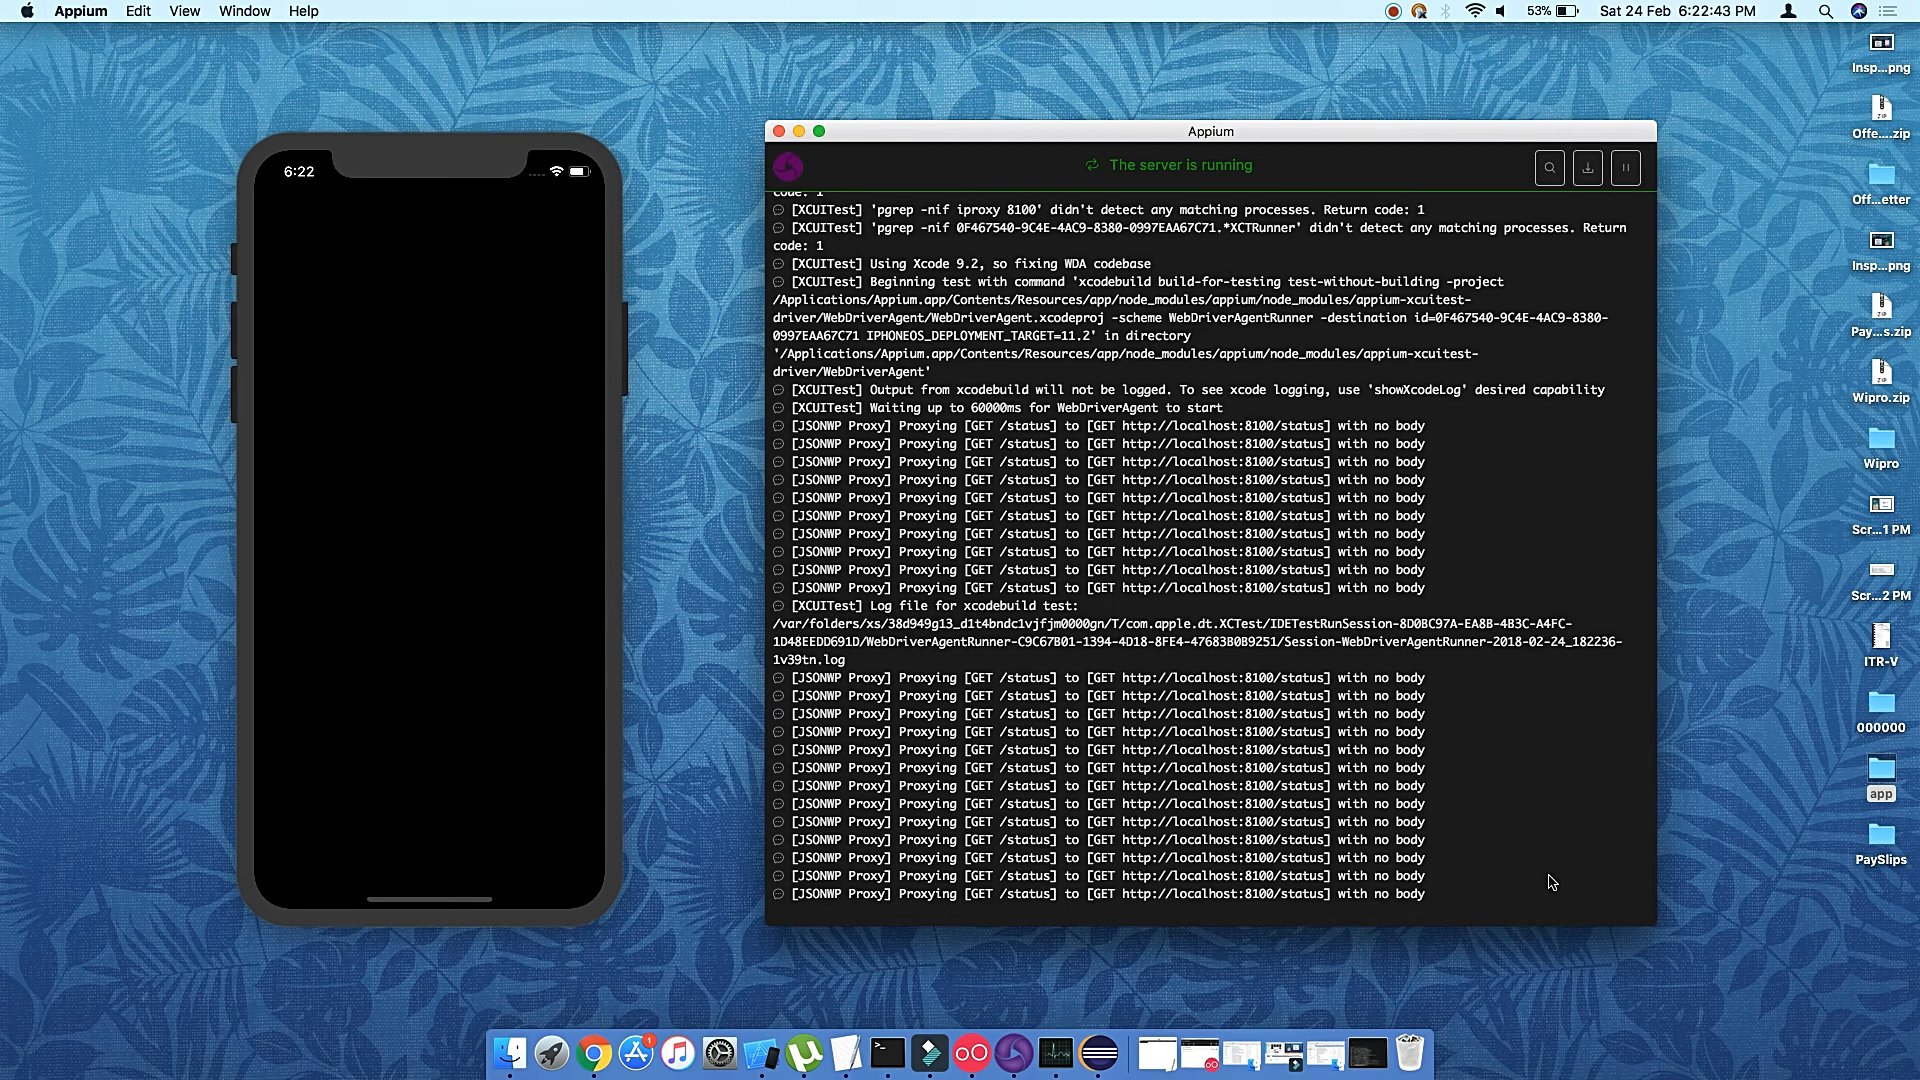 Appium Edit View Window Help
53% Sat 24 Feb 6:22:43 PM
6:22
Appium
The server is running
code: 1
[XCUITest] 'pgrep -nif iproxy 8100' didn't detect any matching processes. Return code: 1
[XCUITest] 'pgrep -nif 0F467540-9C4E-4AC9-8380-0997EAA67C71.*XCTRunner' didn't detect any matching processes. Return
code: 1
[XCUITest] Using Xcode 9.2, so fixing WDA codebase
[XCUITest] Beginning test with command 'xcodebuild build-for-testing test-without-building -project
/Applications/Appium.app/Contents/Resources/app/node_modules/appium/node_modules/appium-xcuitest-
driver/WebDriverAgent/WebDriverAgent.xcodeproj -scheme WebDriverAgentRunner -destination id=0F467540-9C4E-4AC9-8380-
0997EAA67C71 IPHONEOS_DEPLOYMENT_TARGET=11.2' in directory
'/Applications/Appium.app/Contents/Resources/app/node_modules/appium/node_modules/appium-xcuitest-
driver/WebDriverAgent'
[XCUITest] Output from xcodebuild will not be logged. To see xcode logging, use 'showXcodeLog' desired capability
[XCUITest] Waiting up to 60000ms for WebDriverAgent to start
[JSONWP Proxy] Proxying [GET /status] to [GET http://localhost:8100/status] with no body
[JSONWP Proxy] Proxying [GET /status] to [GET http://localhost:8100/status] with no body
[JSONWP Proxy] Proxying [GET /status] to [GET http://localhost:8100/status] with no body
[JSONWP Proxy] Proxying [GET /status] to [GET http://localhost:8100/status] with no body
[JSONWP Proxy] Proxying [GET /status] to [GET http://localhost:8100/status] with no body
[JSONWP Proxy] Proxying [GET /status] to [GET http://localhost:8100/status] with no body
[JSONWP Proxy] Proxying [GET /status] to [GET http://localhost:8100/status] with no body
[JSONWP Proxy] Proxying [GET /status] to [GET http://localhost:8100/status] with no body
[JSONWP Proxy] Proxying [GET /status] to [GET http://localhost:8100/status] with no body
[JSONWP Proxy] Proxying [GET /status] to [GET http://localhost:8100/status] with no body
[XCUITest] Log file for xcodebuild test:
/var/folders/xs/38d949g13_d1t4bndc1vjfjm0000gn/T/com.apple.dt.XCTest/IDETestRunSession-8D0BC97A-EA8B-4B3C-A4FC-
1D48EEDD691D/WebDriverAgentRunner-C9C67B01-1394-4D18-8FE4-47683B0B9251/Session-WebDriverAgentRunner-2018-02-24_182236-
1v39tn.log
[JSONWP Proxy] Proxying [GET /status] to [GET http://localhost:8100/status] with no body
[JSONWP Proxy] Proxying [GET /status] to [GET http://localhost:8100/status] with no body
[JSONWP Proxy] Proxying [GET /status] to [GET http://localhost:8100/status] with no body
[JSONWP Proxy] Proxying [GET /status] to [GET http://localhost:8100/status] with no body
[JSONWP Proxy] Proxying [GET /status] to [GET http://localhost:8100/status] with no body
[JSONWP Proxy] Proxying [GET /status] to [GET http://localhost:8100/status] with no body
[JSONWP Proxy] Proxying [GET /status] to [GET http://localhost:8100/status] with no body
[JSONWP Proxy] Proxying [GET /status] to [GET http://localhost:8100/status] with no body
[JSONWP Proxy] Proxying [GET /status] to [GET http://localhost:8100/status] with no body
[JSONWP Proxy] Proxying [GET /status] to [GET http://localhost:8100/status] with no body
[JSONWP Proxy] Proxying [GET /status] to [GET http://localhost:8100/status] with no body
[JSONWP Proxy] Proxying [GET /status] to [GET http://localhost:8100/status] with no body
[JSONWP Proxy] Proxying [GET /status] to [GET http://localhost:8100/status] with no body
Insp...png
ZIP
Offe....zip
Off...etter
Insp...png
ZIP
Pay...s.zip
ZIP
Wipro.zip
Wipro
Scr...1 PM
Scr...2 PM
ITR-V
000000
app
PaySlips
1